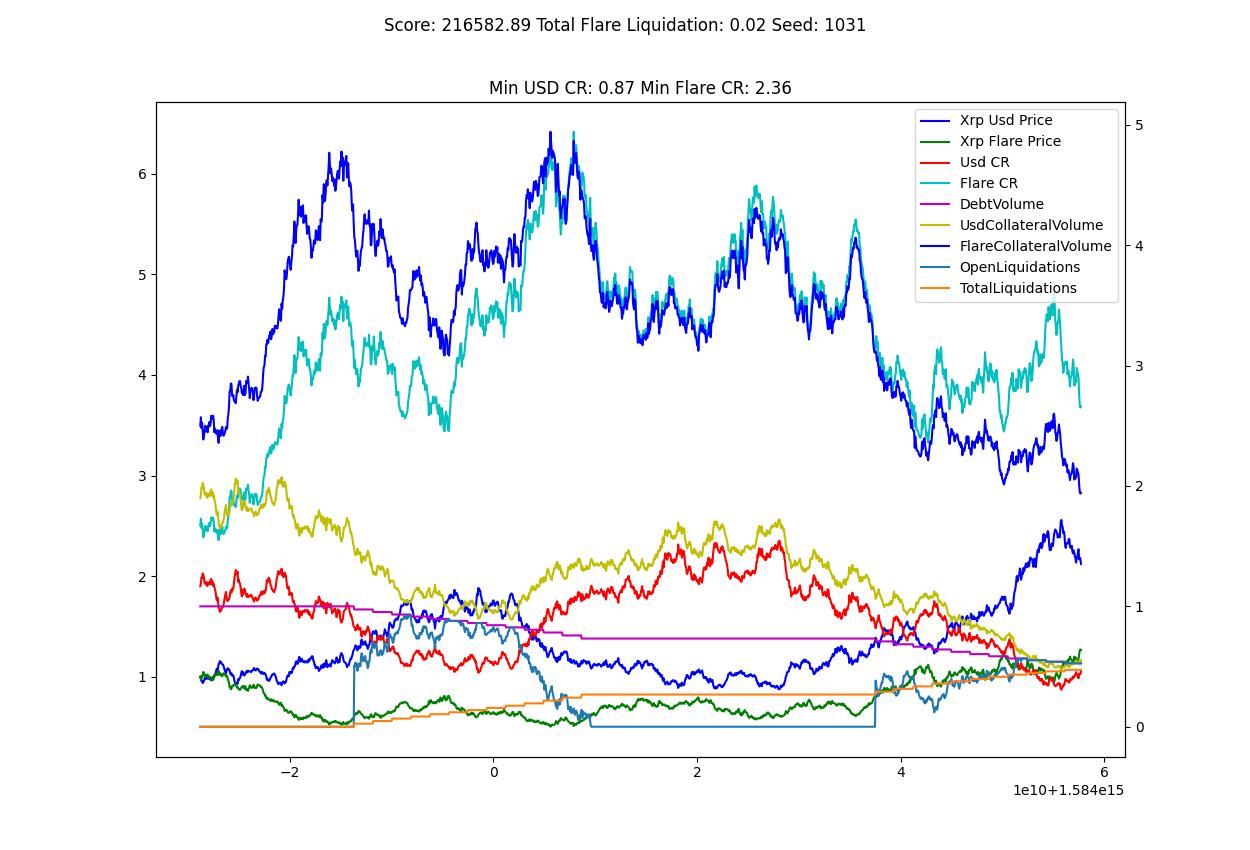 Score: 216582.89 Total Flare Liquidation: 0.02 Seed: 1031
Min USD CR: 0.87 Min Flare CR: 2.36
Xrp Usd Price
Xrp Flare Price
Usd CR
Flare CR
DebtVolume
UsdCollateralVolume
FlareCollateralVolume
OpenLiquidations
TotalLiquidations
6
5
4
3
2
1
5
4
3
2
1
0
−2
0
2
4
6
1e10+1.584e15